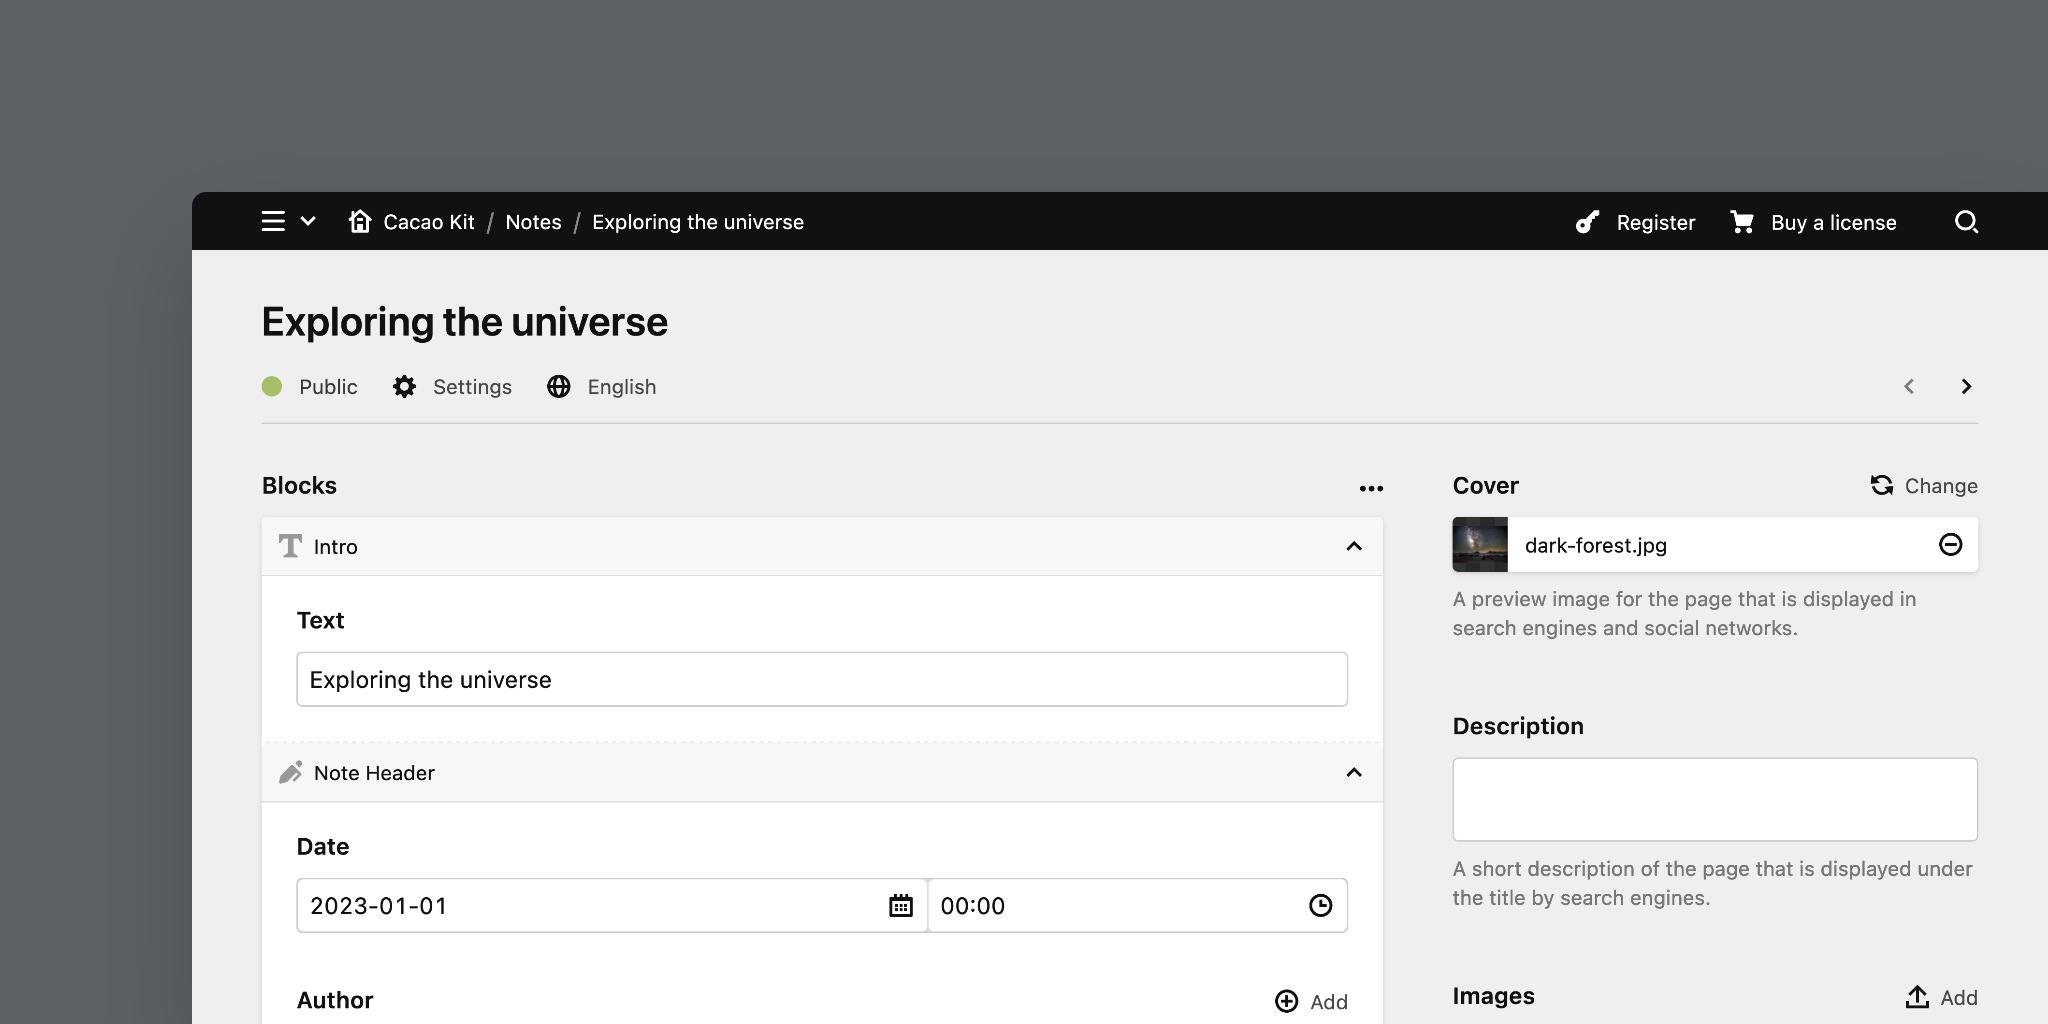 Cacao Kit / Notes / Exploring the universe
Register
Buy a license
Exploring the universe
Public
Settings
English
Blocks
Intro
Text
Exploring the universe
Note Header
Date
2023-01-01
00:00
Author
Add
Cover
Change
dark-forest.jpg
A preview image for the page that is displayed in
search engines and social networks.
Description
A short description of the page that is displayed under
the title by search engines.
Images
Add